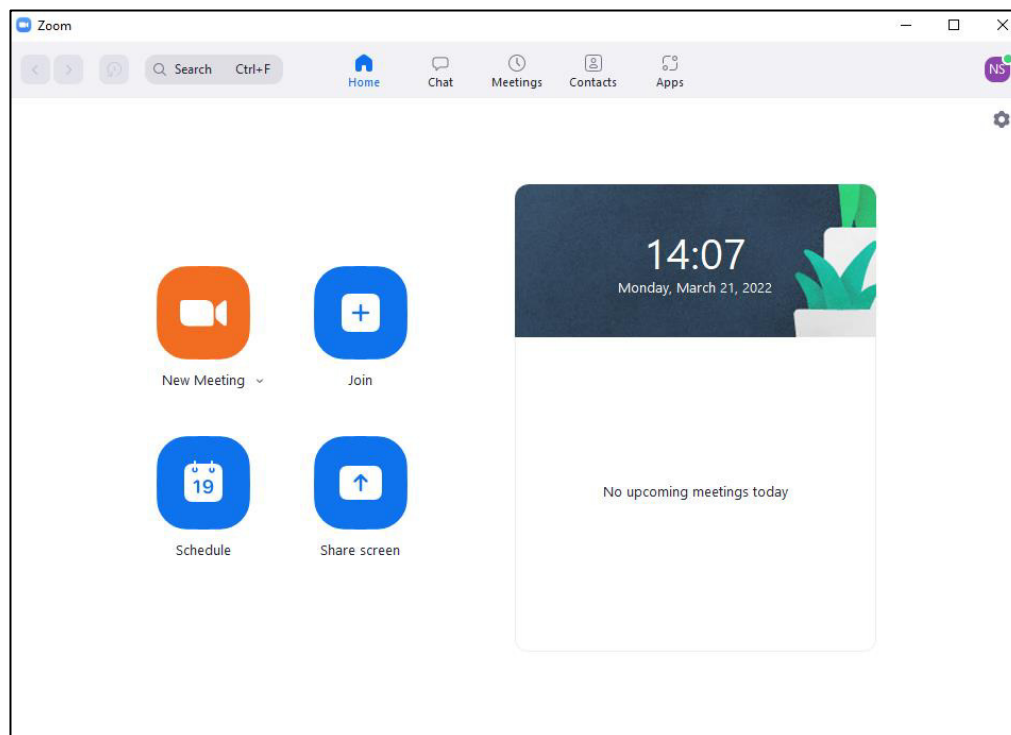 Zoom
Search Ctrl+F
Home
Chat
Meetings
Contacts
Apps
NS
14:07
Monday, March 21, 2022
New Meeting
Join
19
Schedule
Share screen
No upcoming meetings today